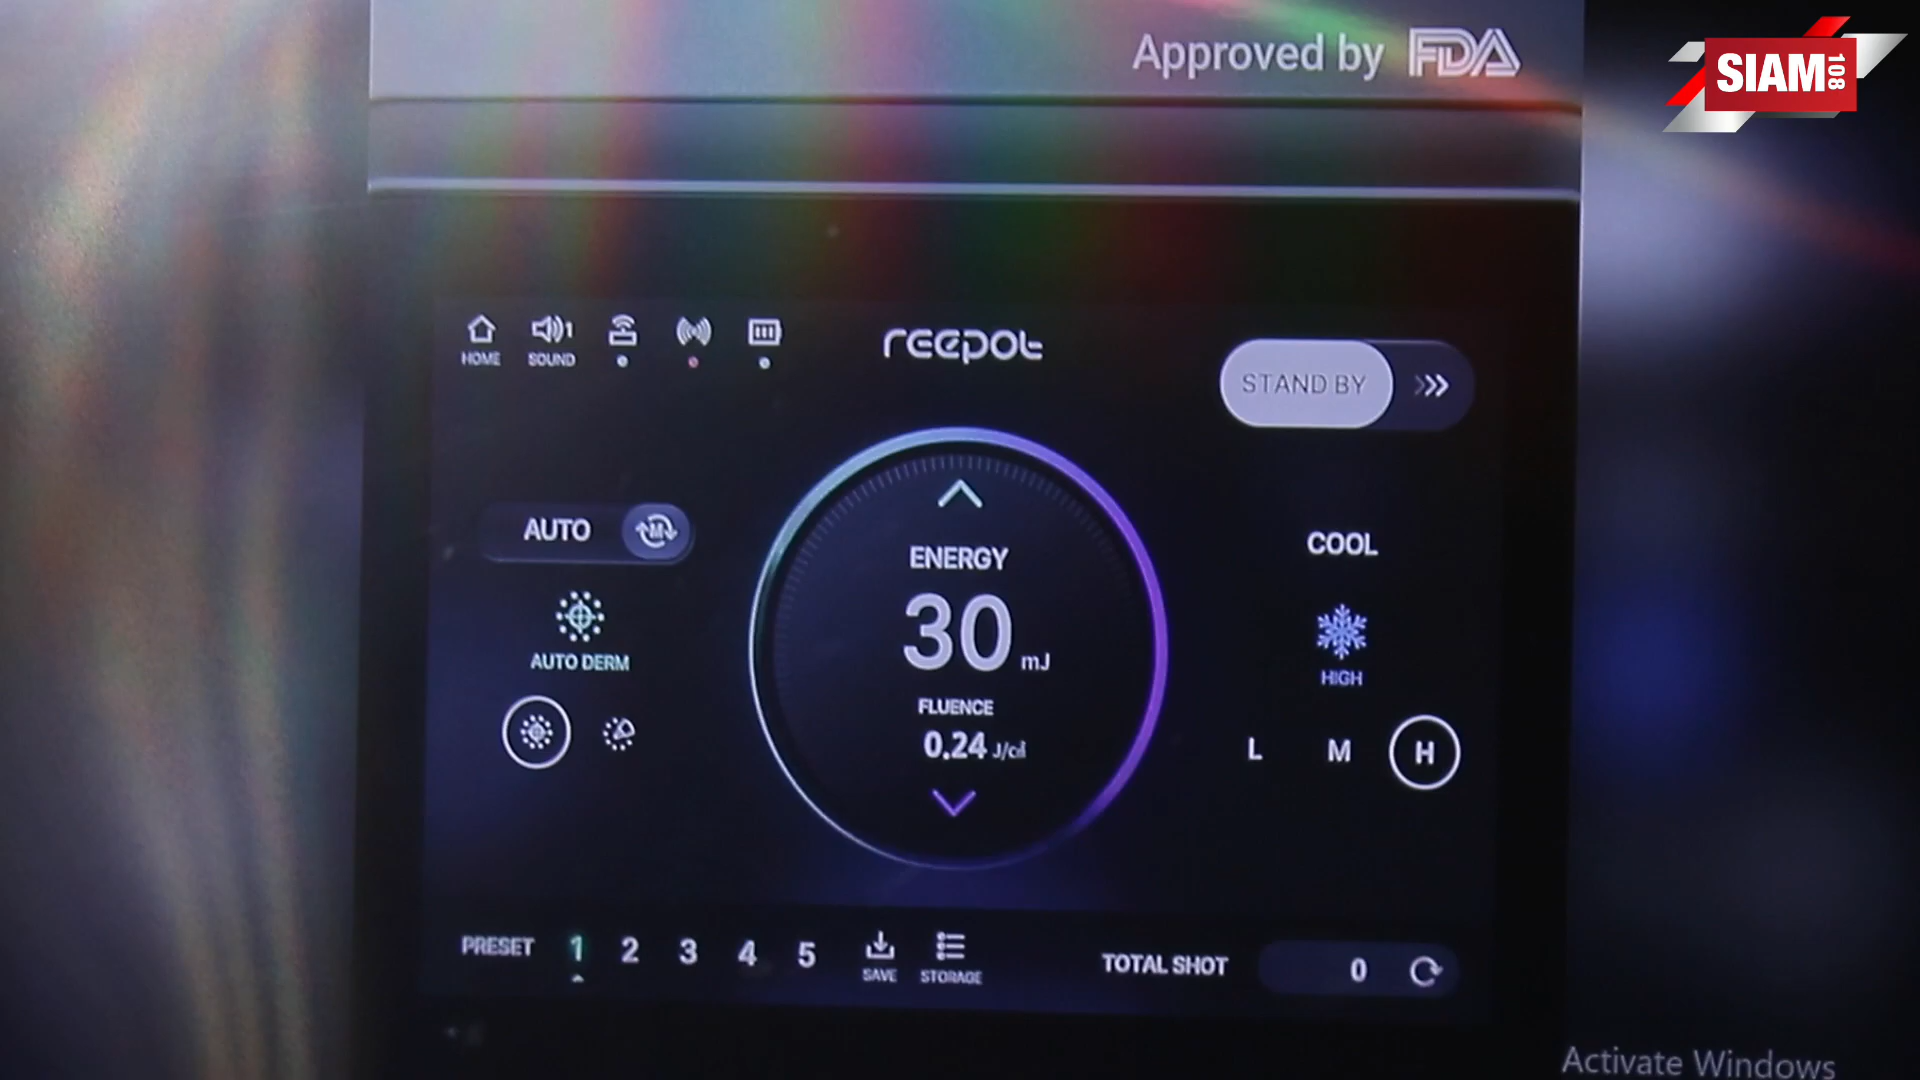 Approved by FDA
SIAM 108
HOME
1
SOUND
reepot
STAND BY
AUTO
M
AUTO DERM
ENERGY
30 mJ
FLUENCE
0.24 J/㎠
COOL
HIGH
L M H
PRESET 1 2 3 4 5
SAVE
STORAGE
TOTAL SHOT 0
Activate Windows